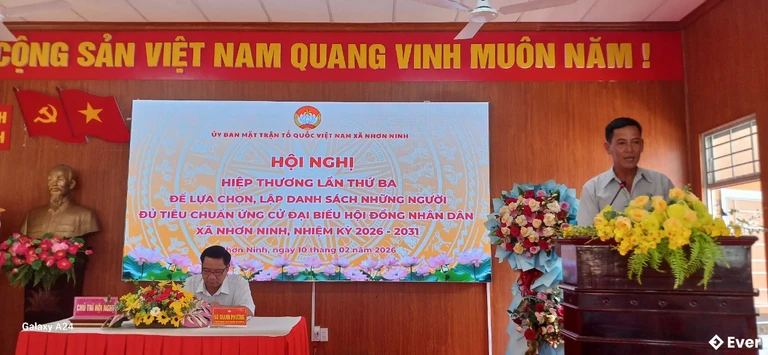 CỘNG SẢN VIỆT NAM QUANG VINH MUÔN NĂM !
ỦY BAN MẶT TRẬN TỔ QUỐC VIỆT NAM XÃ NHƠN NINH
HỘI NGHỊ
HIỆP THƯƠNG LẦN THỨ BA
ĐỂ LỰA CHỌN, LẬP DANH SÁCH NHỮNG NGƯỜI
ĐỦ TIÊU CHUẨN ỨNG CỬ ĐẠI BIỂU HỘI ĐỒNG NHÂN DÂN
XÃ NHƠN NINH, NHIỆM KỲ 2026 - 2031
Nhơn Ninh, ngày 10 tháng 02 năm 2026
CHỦ TRÌ HỘI NGHỊ
Galaxy A24
Ever